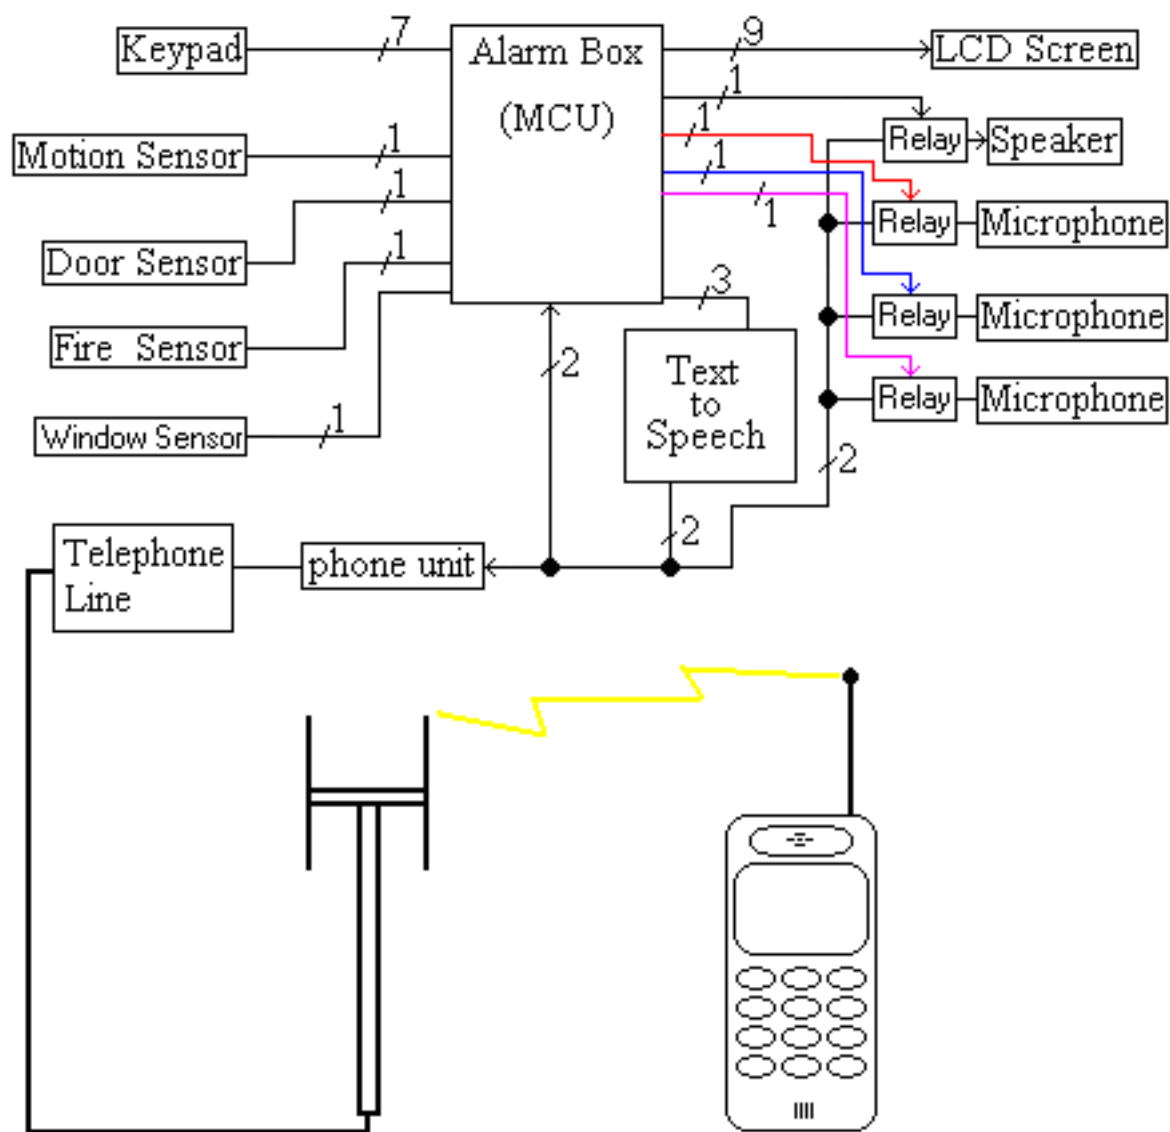 Keypad
7
Alarm Box
(MCU)
9
LCD Screen
1
Relay
Speaker
Motion Sensor
1
1
1
1
Relay
Microphone
Door Sensor
1
Fire Sensor
1
Relay
Microphone
3
2
Text
to
Speech
Relay
Microphone
Window Sensor
1
2
2
Telephone
Line
phone unit